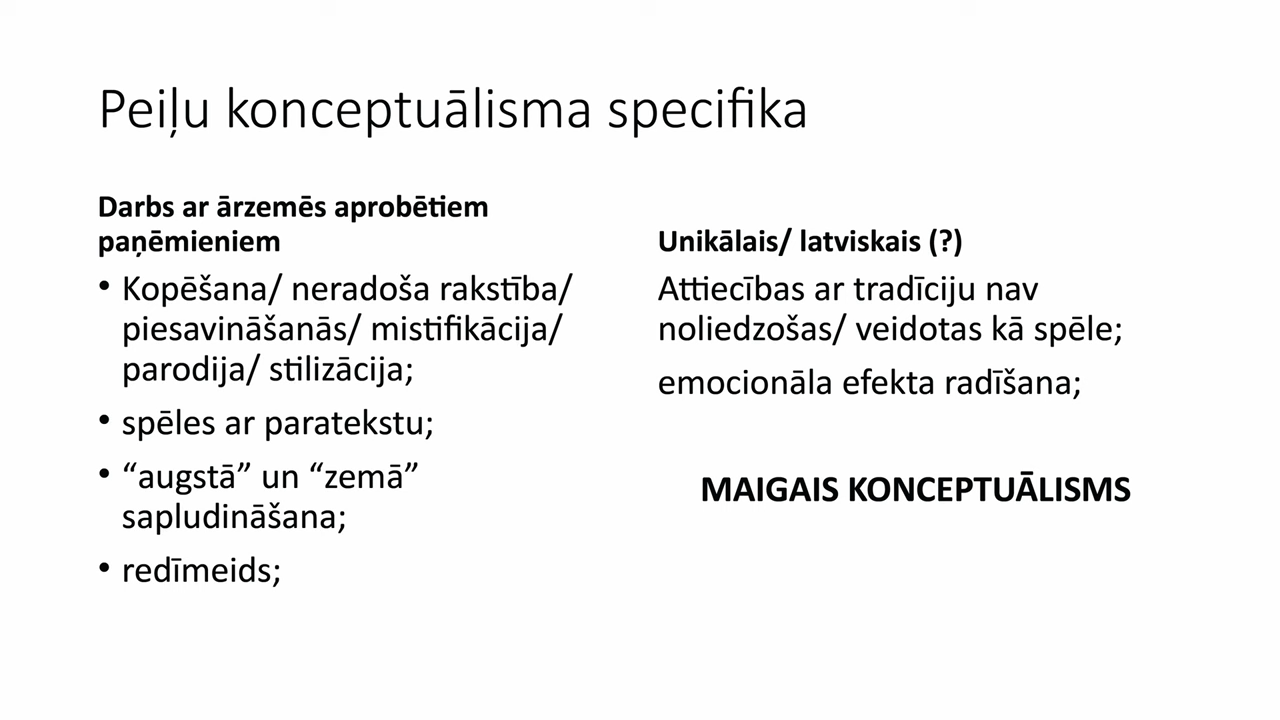 Peiļu konceptuālisma specifika
Darbs ar ārzemēs aprobētiem
paņēmieniem
• Kopēšana/ neradoša rakstība/
piesavināšanās/ mistifikācija/
parodija/ stilizācija;
• spēles ar paratekstu;
• “augstā” un “zemā”
sapludināšana;
• redīmeids;
Unikālais/ latviskais (?)
Attiecības ar tradīciju nav
noliedzošas/ veidotas kā spēle;
emocionāla efekta radīšana;
MAIGAIS KONCEPTUĀLISMS